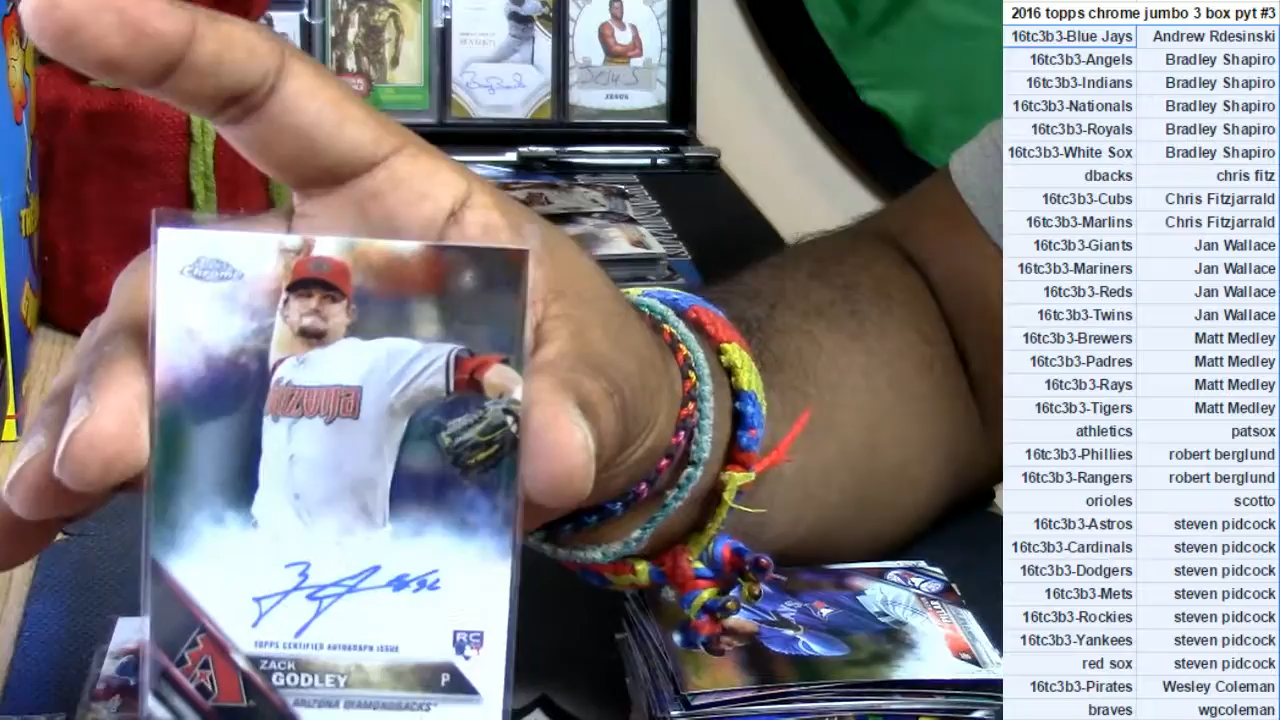 Topps
Chrome
Arizona
TOPPS CERTIFIED AUTOGRAPH ISSUE
RC
ZACK
GODLEY
P
ARIZONA DIAMONDBACKS
2016 topps chrome jumbo 3 box pyt #3
16tc3b3-Blue Jays Andrew Rdesinski
16tc3b3-Angels Bradley Shapiro
16tc3b3-Indians Bradley Shapiro
16tc3b3-Nationals Bradley Shapiro
16tc3b3-Royals Bradley Shapiro
16tc3b3-White Sox Bradley Shapiro
dbacks chris fitz
16tc3b3-Cubs Chris Fitzjarrald
16tc3b3-Marlins Chris Fitzjarrald
16tc3b3-Giants Jan Wallace
16tc3b3-Mariners Jan Wallace
16tc3b3-Reds Jan Wallace
16tc3b3-Twins Jan Wallace
16tc3b3-Brewers Matt Medley
16tc3b3-Padres Matt Medley
16tc3b3-Rays Matt Medley
16tc3b3-Tigers Matt Medley
athletics patsox
16tc3b3-Phillies robert berglund
16tc3b3-Rangers robert berglund
orioles scotto
16tc3b3-Astros steven pidcock
16tc3b3-Cardinals steven pidcock
16tc3b3-Dodgers steven pidcock
16tc3b3-Mets steven pidcock
16tc3b3-Rockies steven pidcock
16tc3b3-Yankees steven pidcock
red sox steven pidcock
16tc3b3-Pirates Wesley Coleman
braves wgcoleman